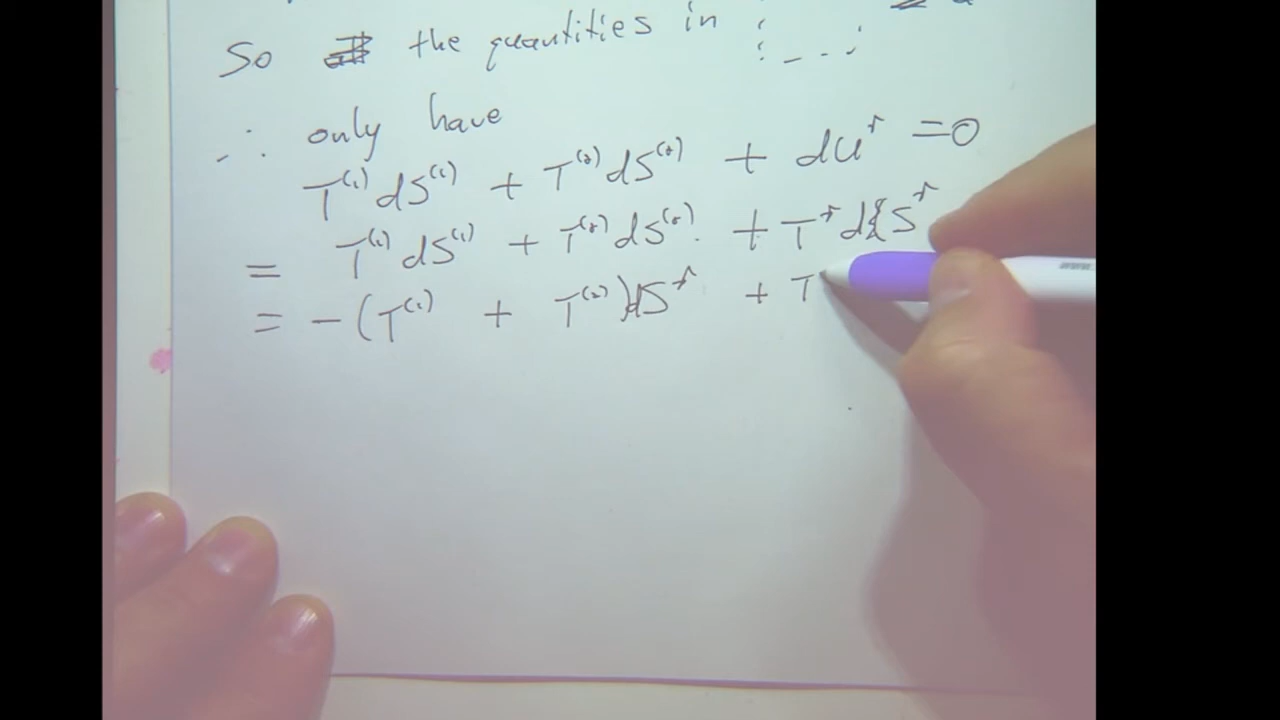 So the quantities in
∴ only have
T⁽¹⁾ dS⁽¹⁾ + T⁽²⁾ dS⁽²⁾ + dU^r = 0
= T⁽¹⁾ dS⁽¹⁾ + T⁽²⁾ dS⁽²⁾ + T^r d S^r
= -(T⁽¹⁾ + T⁽²⁾) dS^r + T